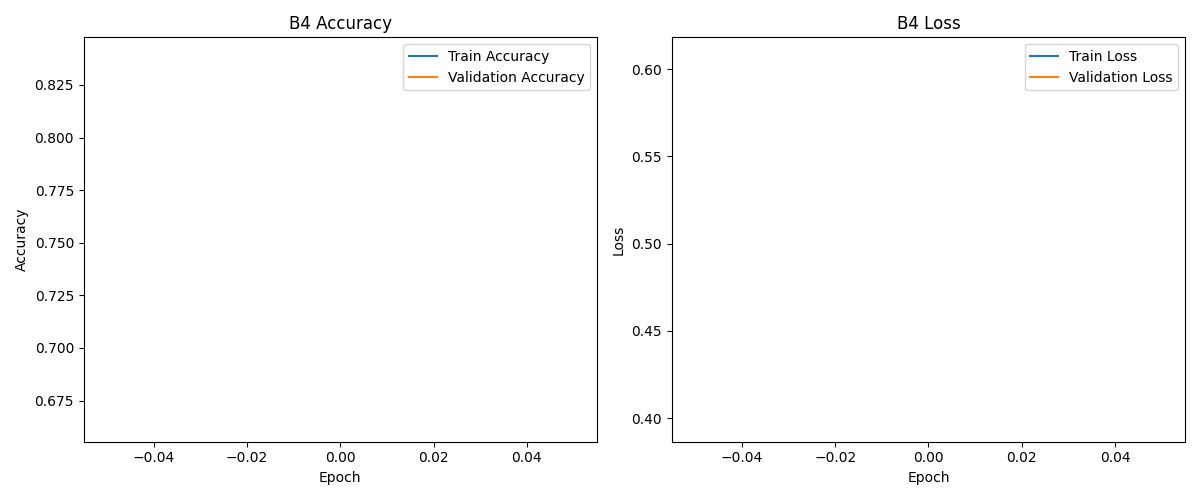 B4 Accuracy
Train Accuracy
Validation Accuracy
0.825
0.800
0.775
0.750
0.725
0.700
0.675
Accuracy
−0.04 −0.02 0.00 0.02 0.04
Epoch
B4 Loss
Train Loss
Validation Loss
0.60
0.55
0.50
0.45
0.40
Loss
−0.04 −0.02 0.00 0.02 0.04
Epoch